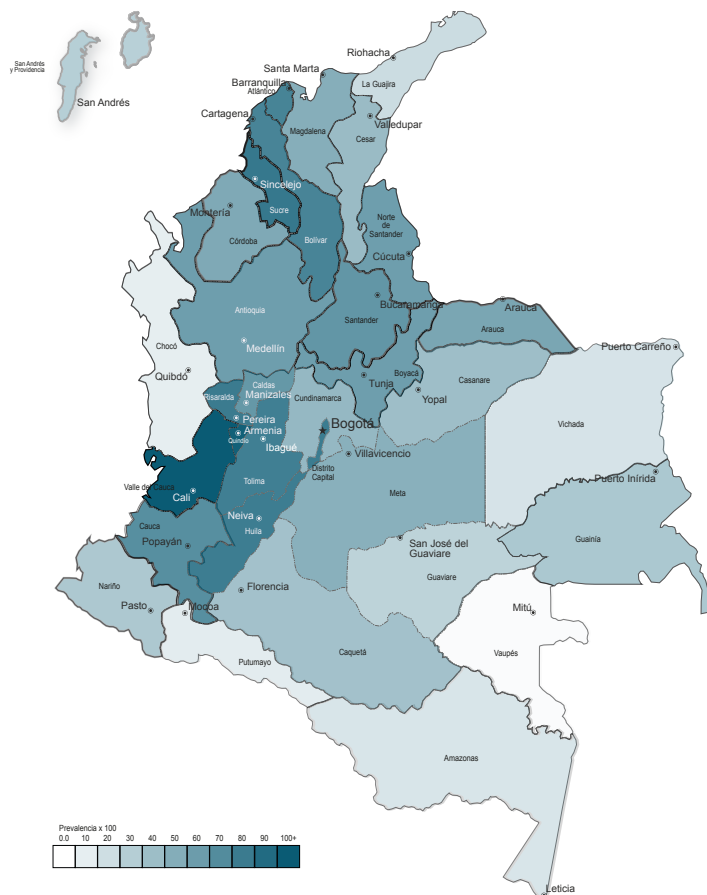 San Andrés
y Providencia
San Andrés
Riohacha
Santa Marta
La Guajira
Barranquilla
Atlántico
Cartagena
Magdalena
Valledupar
Cesar
Sincelejo
Montería
Sucre
Norte
de
Santander
Córdoba
Bolívar
Cúcuta
Bucaramanga
Arauca
Antioquia
Santander
Arauca
Medellín
Puerto Carreño
Chocó
Quibdó
Boyacá
Tunja
Casanare
Caldas
Manizales
Risaralda
Cundinamarca
Yopal
Vichada
Pereira
Armenia
Quindío
Bogotá
Ibagué
Villavicencio
Distrito
Capital
Puerto Inírida
Valle del Cauca
Cali
Tolima
Meta
Neiva
Cauca
Huila
Popayán
San José del
Guaviare
Guainía
Guaviare
Nariño
Florencia
Pasto
Mocoa
Mitú
Caquetá
Vaupés
Putumayo
Amazonas
Prevalencia x 100
0.0 10 20 30 40 50 60 70 80 90 100+
Leticia